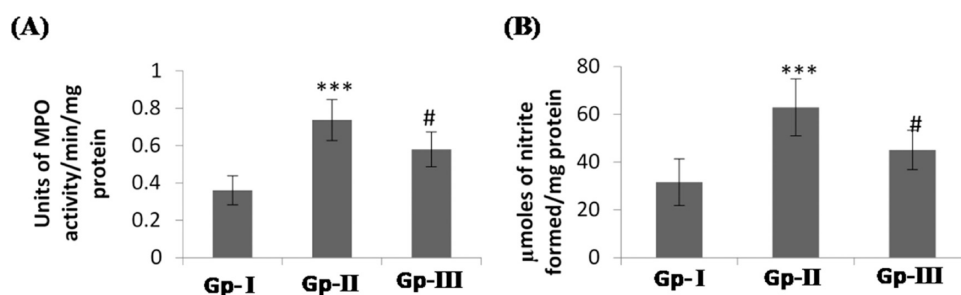 (A)
Units of MPO
activity/min/mg
protein
1
0.8
0.6
0.4
0.2
0
***
#
Gp-I Gp-II Gp-III
(B)
µmoles of nitrite
formed/mg protein
80
60
40
20
0
***
#
Gp-I Gp-II Gp-III